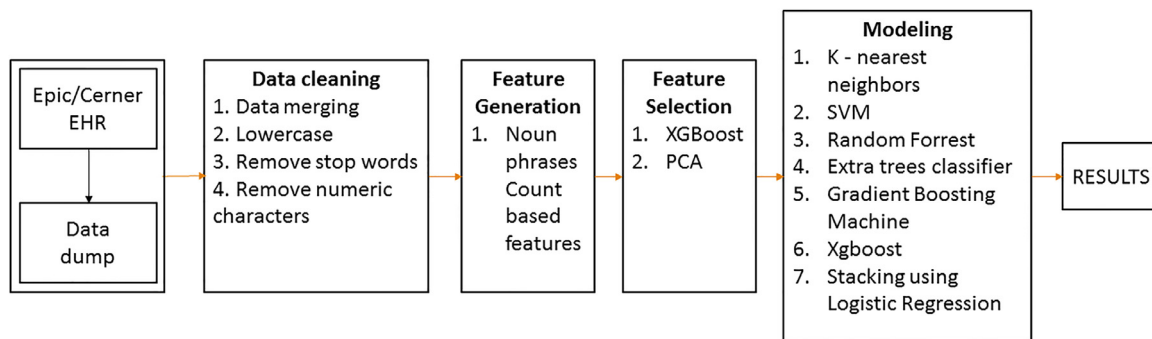 Epic/Cerner
EHR
Data
dump
Data cleaning
1. Data merging
2. Lowercase
3. Remove stop words
4. Remove numeric
characters
Feature
Generation
1. Noun
phrases
Count
based
features
Feature
Selection
1. XGBoost
2. PCA
Modeling
1. K - nearest
neighbors
2. SVM
3. Random Forrest
4. Extra trees classifier
5. Gradient Boosting
Machine
6. Xgboost
7. Stacking using
Logistic Regression
RESULTS